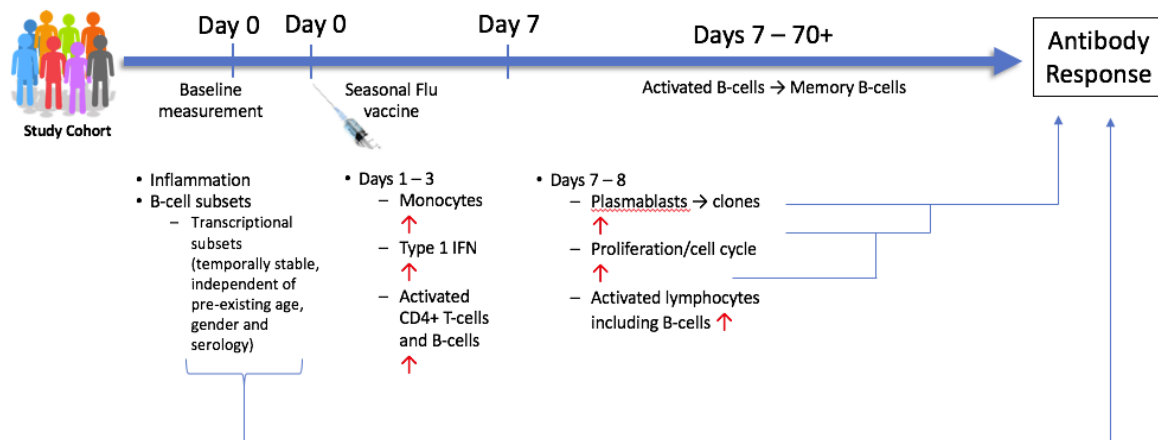 Day 0
Day 0
Day 7
Days 7 – 70+
Antibody
Response
Baseline
measurement
Seasonal Flu
vaccine
Activated B-cells → Memory B-cells
Study Cohort
• Inflammation
• B-cell subsets
– Transcriptional
subsets
(temporally stable,
independent of
pre-existing age,
gender and
serology)
• Days 1 – 3
– Monocytes
↑
– Type 1 IFN
↑
– Activated
CD4+ T-cells
and B-cells
↑
• Days 7 – 8
– Plasmablasts → clones
↑
– Proliferation/cell cycle
↑
– Activated lymphocytes
including B-cells ↑